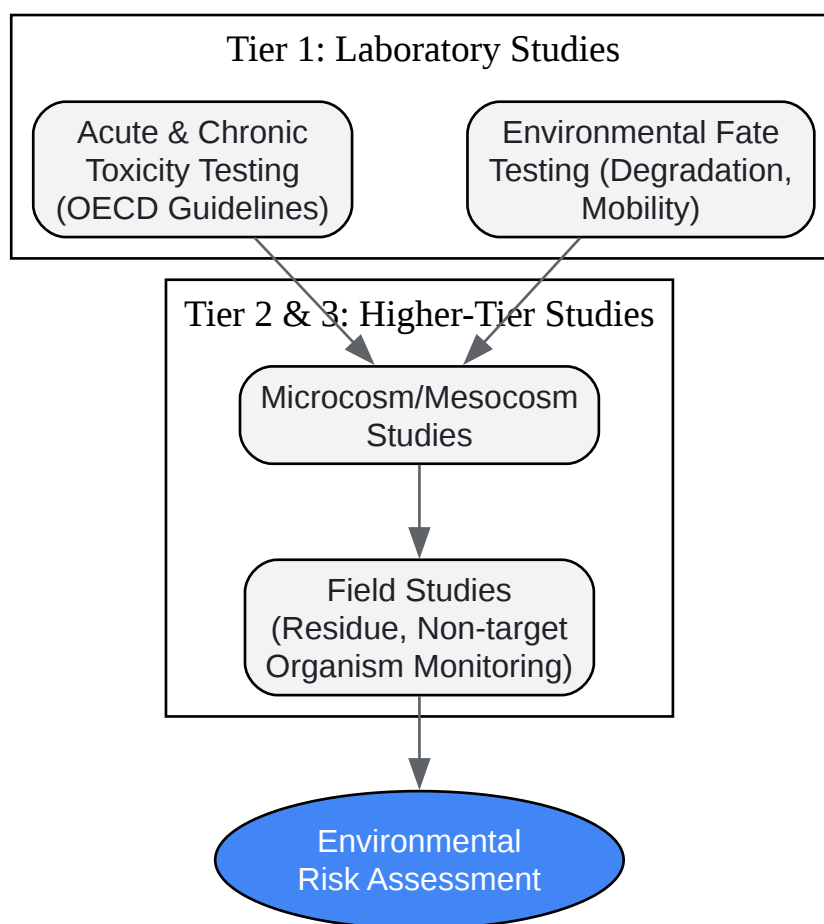 Tier 1: Laboratory Studies
Acute & Chronic
Toxicity Testing
(OECD Guidelines)
Environmental Fate
Testing (Degradation,
Mobility)
Tier 2 & 3: Higher-Tier Studies
Microcosm/Mesocosm
Studies
Field Studies
(Residue, Non-target
Organism Monitoring)
Environmental
Risk Assessment